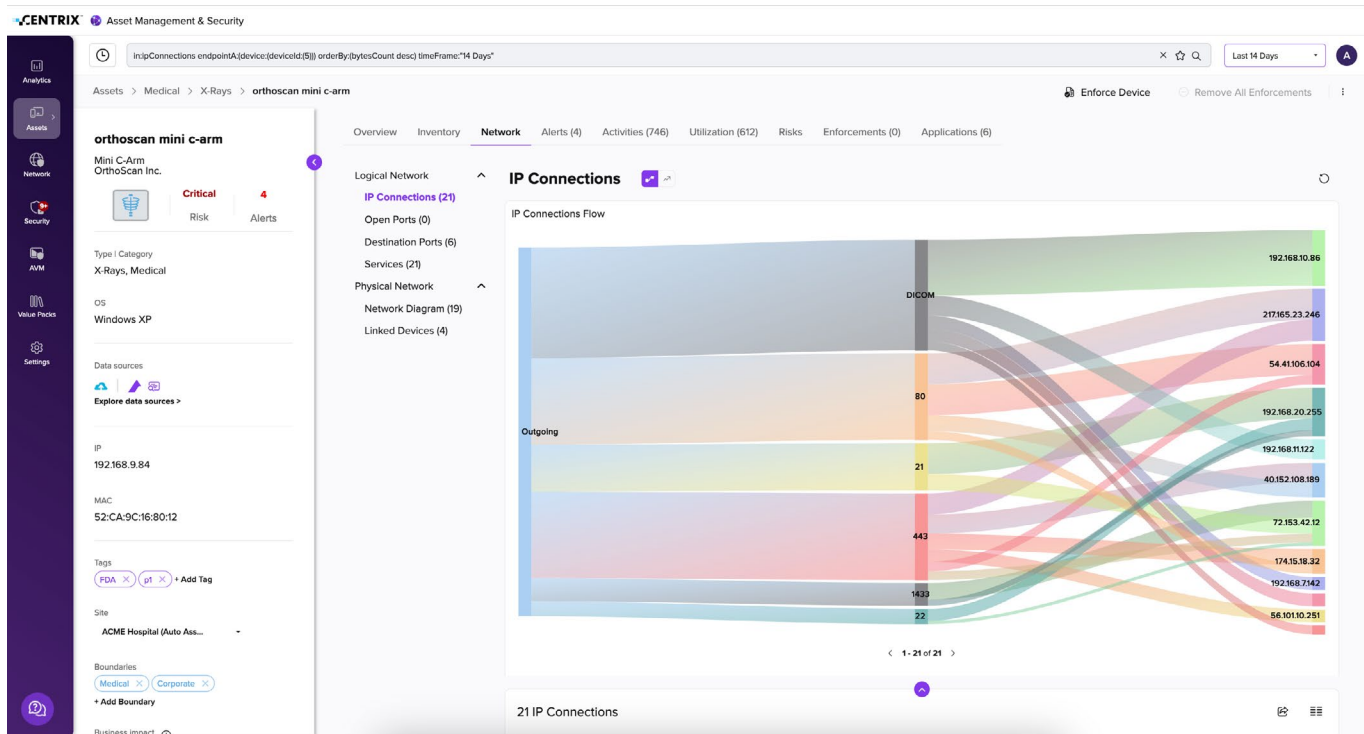 CENTRIX Asset Management & Security
in:ipConnections endpointA:(device:(deviceId:(5))) orderBy:(bytesCount desc) timeFrame:"14 Days"
Last 14 Days
A
Analytics
Assets
Network
9+
Security
AVM
Value Packs
Settings
Assets > Medical > X-Rays > orthoscan mini c-arm
Enforce Device
Remove All Enforcements
orthoscan mini c-arm
Mini C-Arm
OrthoScan Inc.
Critical
Risk
4
Alerts
Type | Category
X-Rays, Medical
OS
Windows XP
Data sources
Explore data sources >
IP
192.168.9.84
MAC
52:CA:9C:16:80:12
Tags
FDA
p1
+ Add Tag
Site
ACME Hospital (Auto Ass...
Boundaries
Medical
Corporate
+ Add Boundary
Business impact
Overview
Inventory
Network
Alerts (4)
Activities (746)
Utilization (612)
Risks
Enforcements (0)
Applications (6)
Logical Network
IP Connections (21)
Open Ports (0)
Destination Ports (6)
Services (21)
Physical Network
Network Diagram (19)
Linked Devices (4)
IP Connections
IP Connections Flow
Outgoing
DICOM
80
21
443
1433
22
192.168.10.86
217.165.23.246
54.41.106.104
192.168.20.255
192.168.11.122
40.152.108.189
72.153.42.12
174.15.18.32
192.168.7.142
56.101.10.251
1 - 21 of 21
21 IP Connections